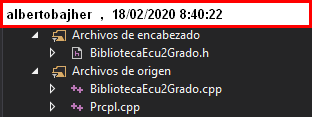 albertobajher , 18/02/2020 8:40:22
Archivos de encabezado
BibliotecaEcu2Grado.h
Archivos de origen
BibliotecaEcu2Grado.cpp
Prcpl.cpp